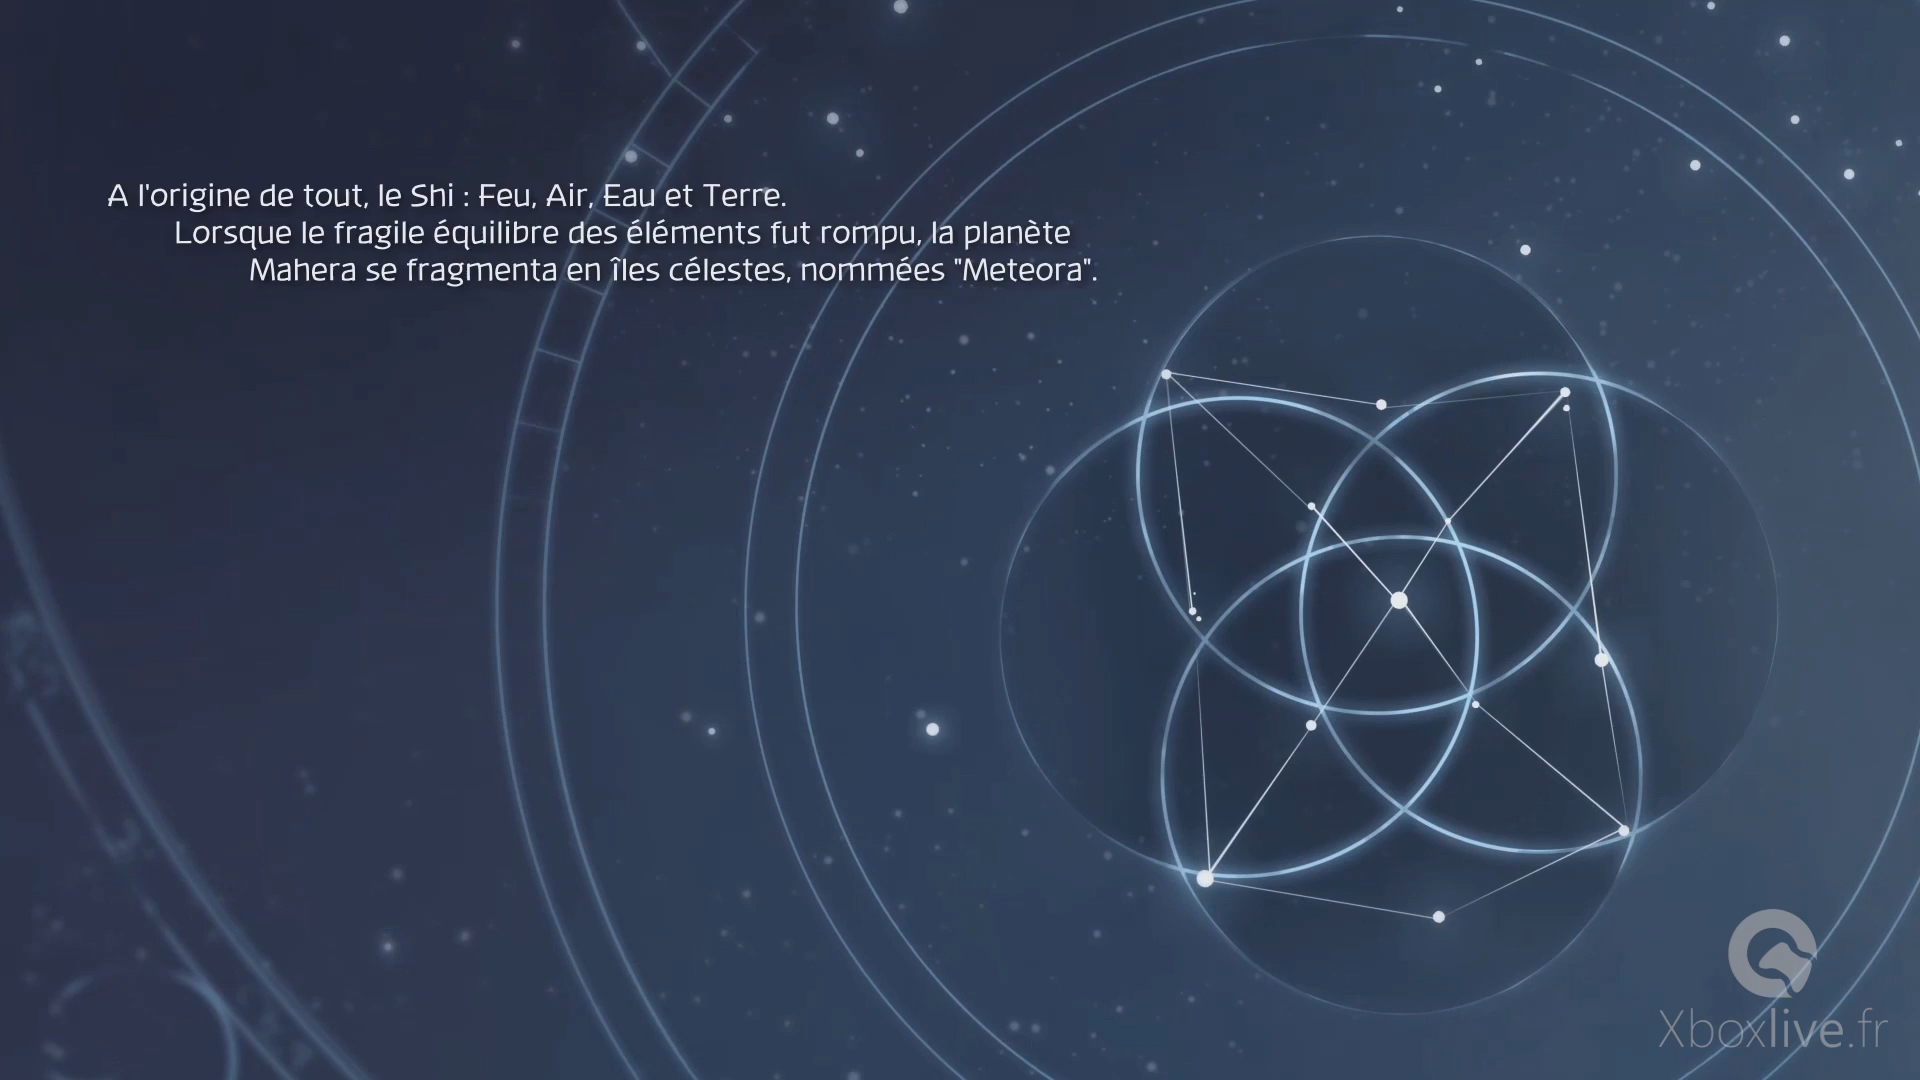 A l'origine de tout, le Shi : Feu, Air, Eau et Terre.
Lorsque le fragile équilibre des éléments fut rompu, la planète
Mahera se fragmenta en îles célestes, nommées "Meteora".
Xboxlive.fr